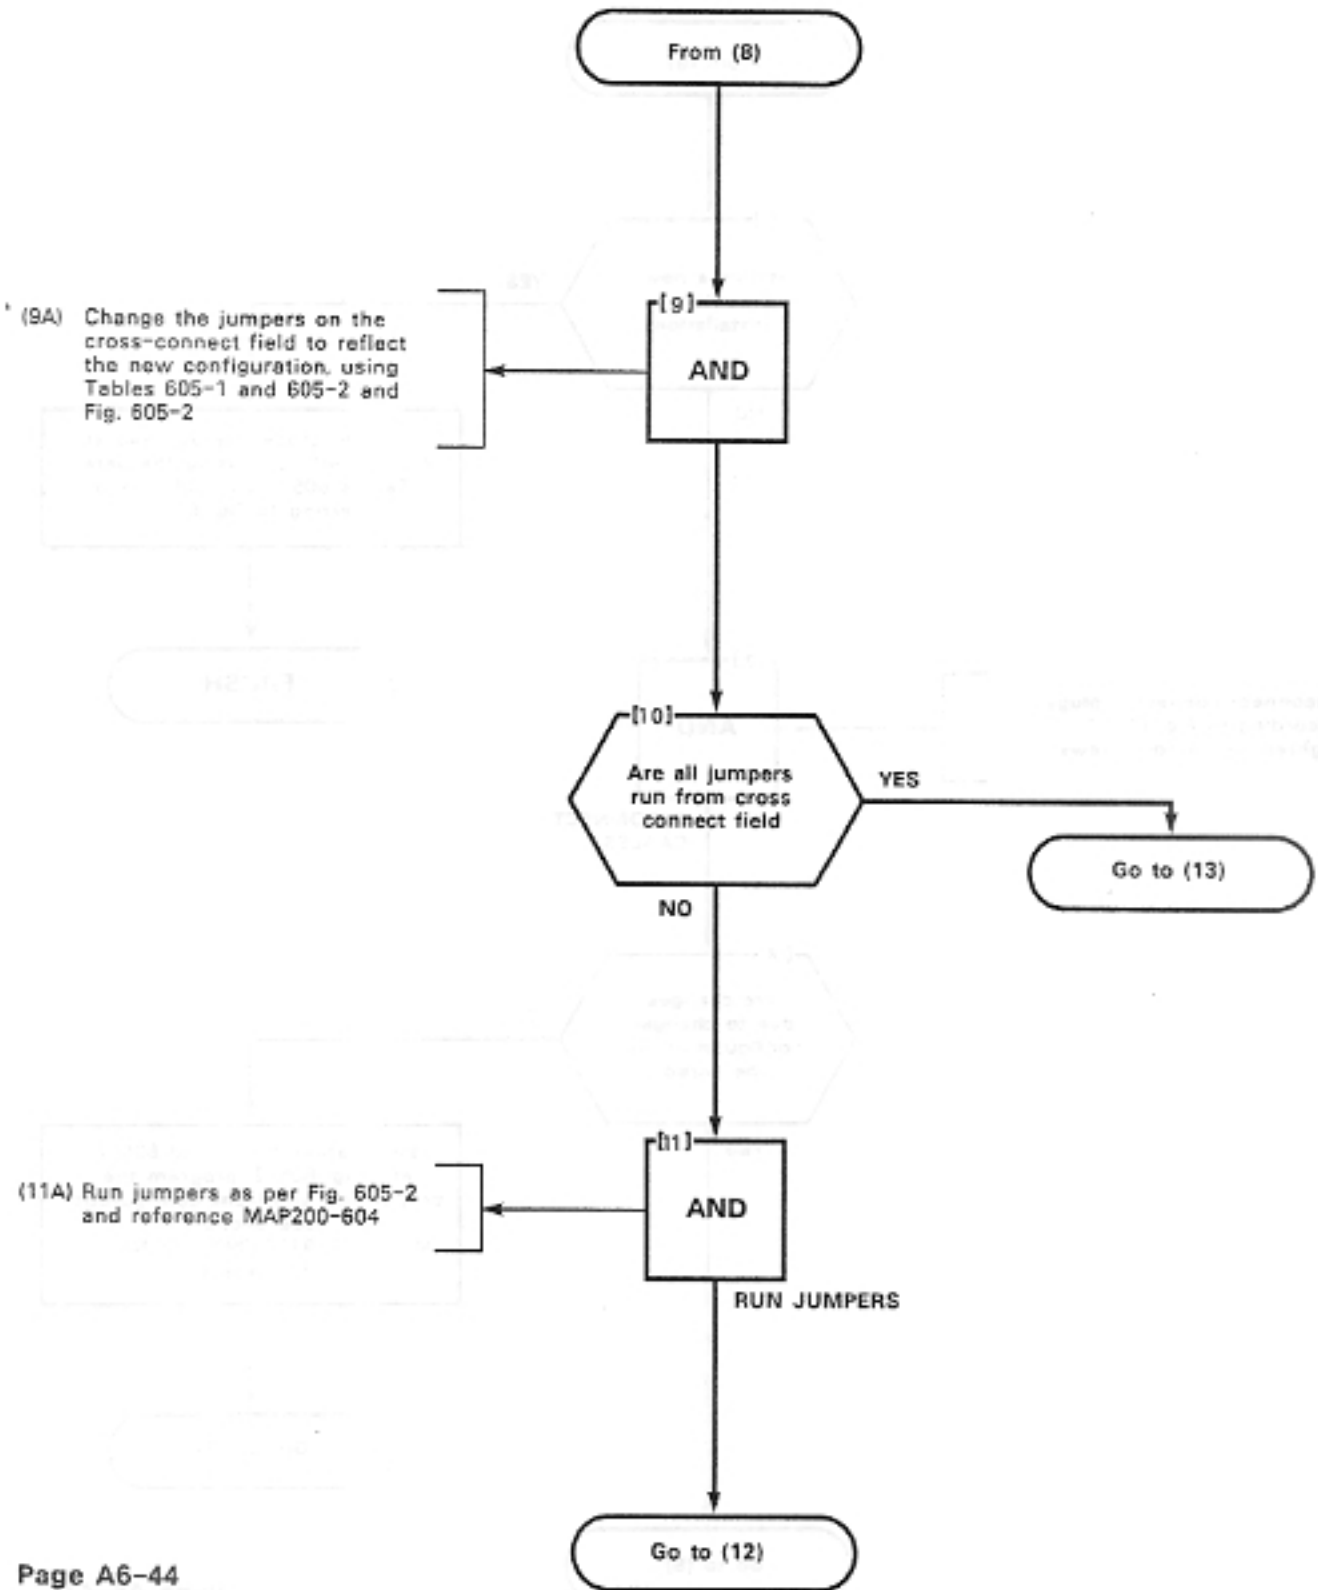 From (8)
[9]
AND
(9A) Change the jumpers on the
cross-connect field to reflect
the new configuration, using
Tables 605-1 and 605-2 and
Fig. 605-2
[10]
Are all jumpers
run from cross
connect field
YES
Go to (13)
NO
[11]
AND
(11A) Run jumpers as per Fig. 605-2
and reference MAP200-604
RUN JUMPERS
Go to (12)
Page A6-44